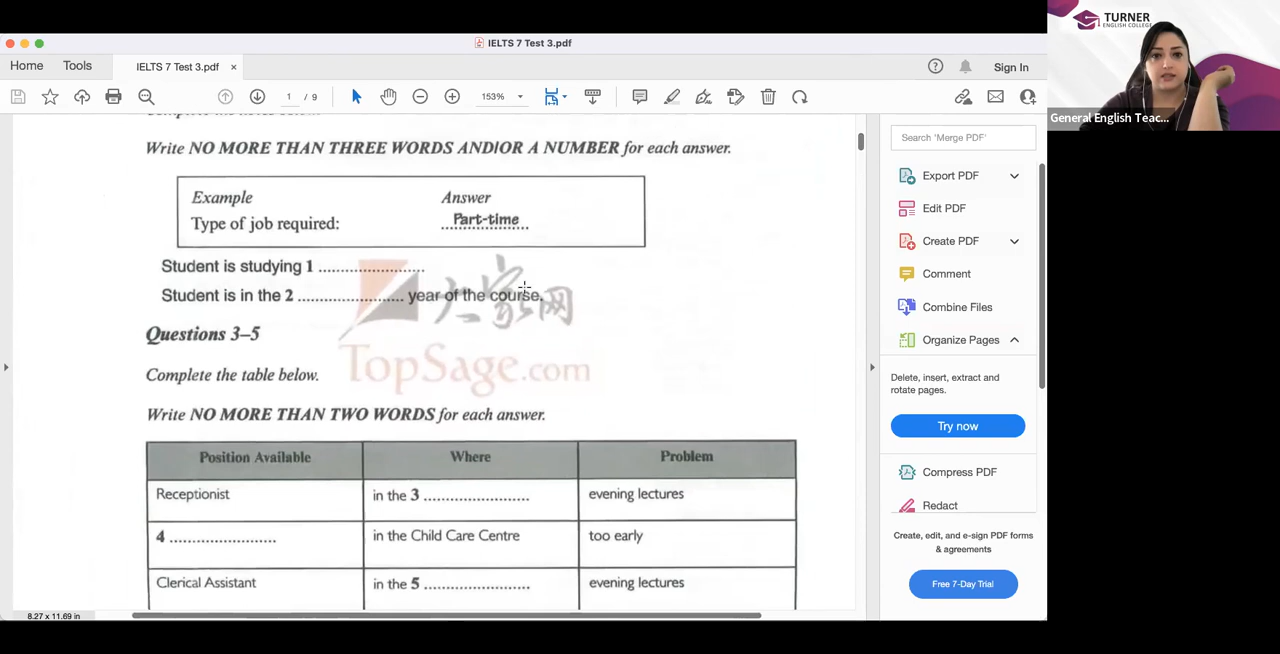 TURNER
ENGLISH COLLEGE
IELTS 7 Test 3.pdf
Home
Tools
IELTS 7 Test 3.pdf
×
Sign In
1 / 9
153%
General English Teac...
Write NO MORE THAN THREE WORDS AND/OR A NUMBER for each answer.
Example Answer
Type of job required: Part-time
Student is studying 1 ........................
Student is in the 2 ........................ year of the course.
大家网
TopSage.com
Questions 3–5
Complete the table below.
Write NO MORE THAN TWO WORDS for each answer.
Position Available Where Problem
Receptionist in the 3 ........................ evening lectures
4 ........................ in the Child Care Centre too early
Clerical Assistant in the 5 ........................ evening lectures
8.27 x 11.69 in
Search 'Merge PDF'
Export PDF
Edit PDF
Create PDF
Comment
Combine Files
Organize Pages
Delete, insert, extract and
rotate pages.
Try now
Compress PDF
Redact
Create, edit, and e-sign PDF forms
& agreements
Free 7-Day Trial